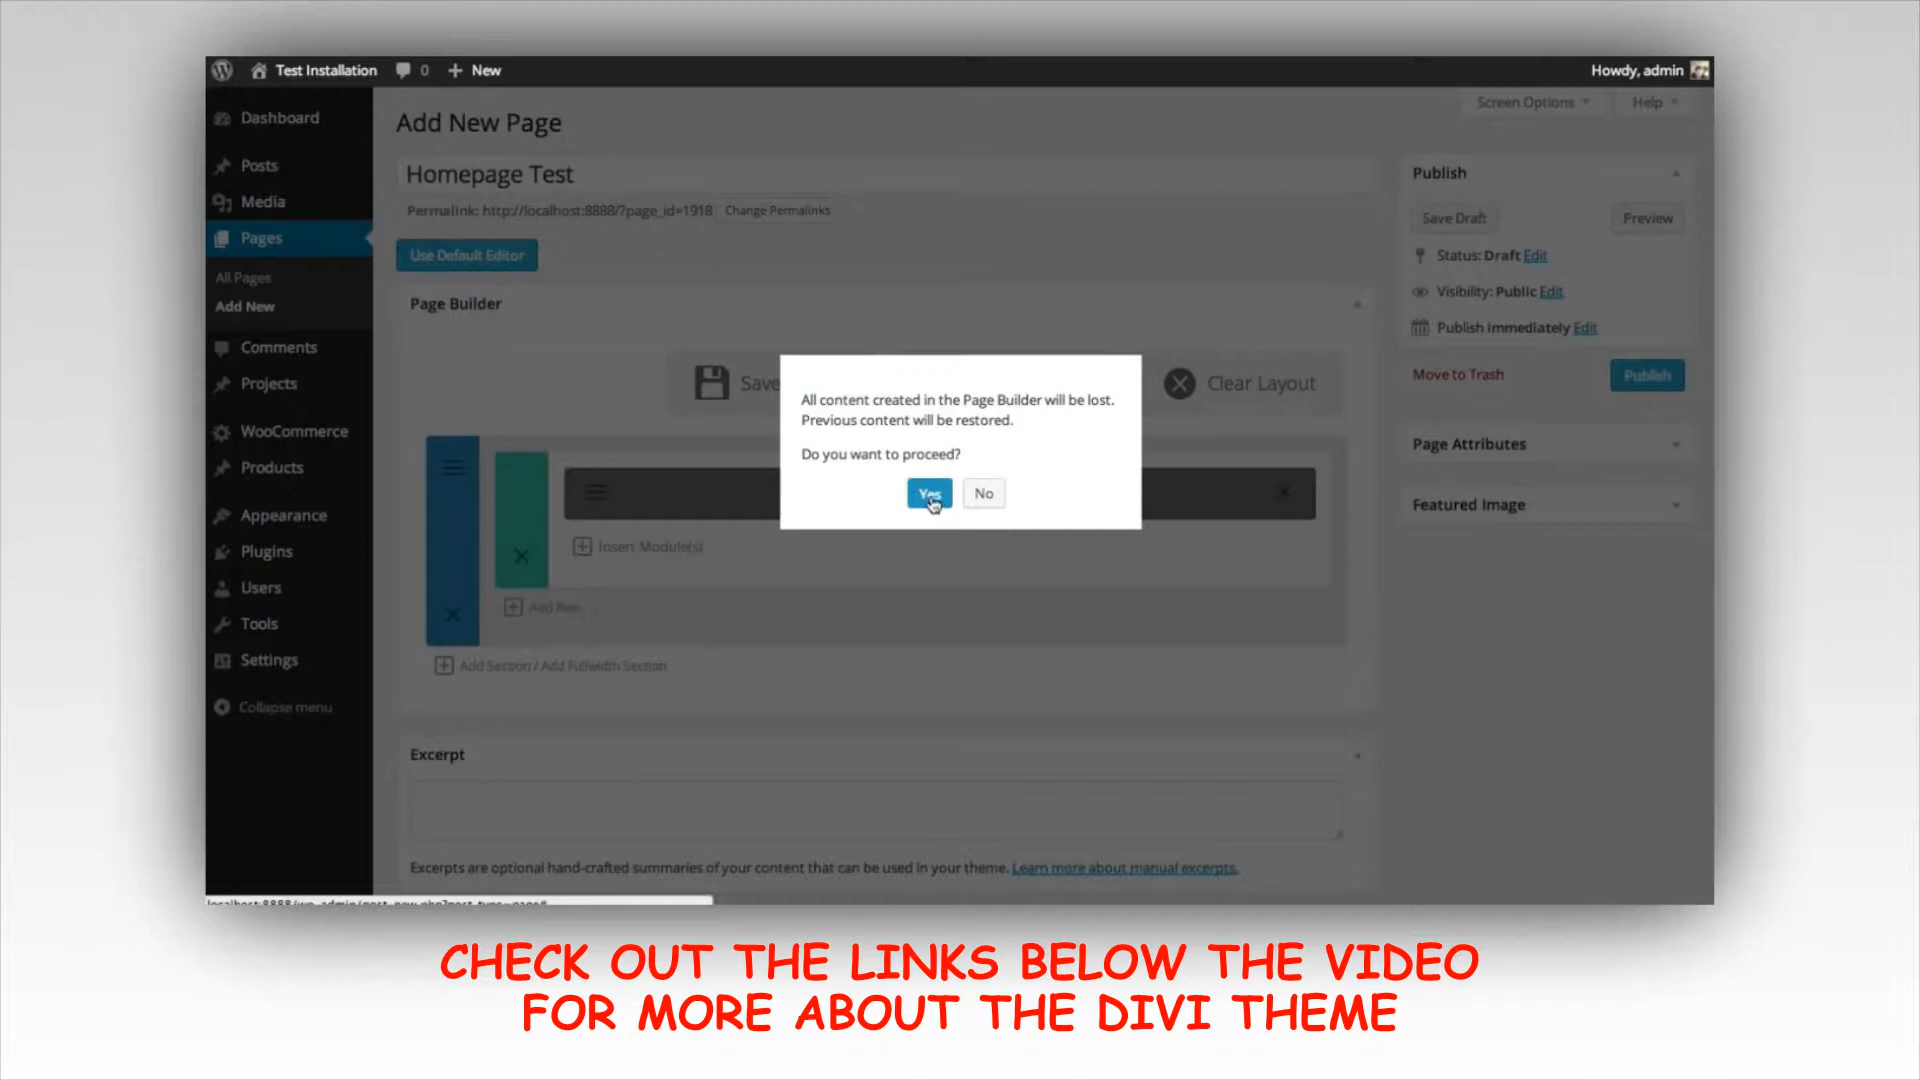 Test Installation
0
New
Howdy, admin
Screen Options
Help
Dashboard
Posts
Media
Pages
All Pages
Add New
Comments
Projects
WooCommerce
Products
Appearance
Plugins
Users
Tools
Settings
Collapse menu
Add New Page
Homepage Test
Permalink: http://localhost:8888/?page_id=1918
Change Permalinks
Use Default Editor
Page Builder
Save
Clear Layout
All content created in the Page Builder will be lost.
Previous content will be restored.
Do you want to proceed?
Yes
No
Insert Module(s)
Add Row
Add Section / Add Fullwidth Section
Excerpt
Excerpts are optional hand-crafted summaries of your content that can be used in your theme. Learn more about manual excerpts.
Publish
Save Draft
Preview
Status: Draft Edit
Visibility: Public Edit
Publish immediately Edit
Move to Trash
Publish
Page Attributes
Featured Image
CHECK OUT THE LINKS BELOW THE VIDEO
FOR MORE ABOUT THE DIVI THEME